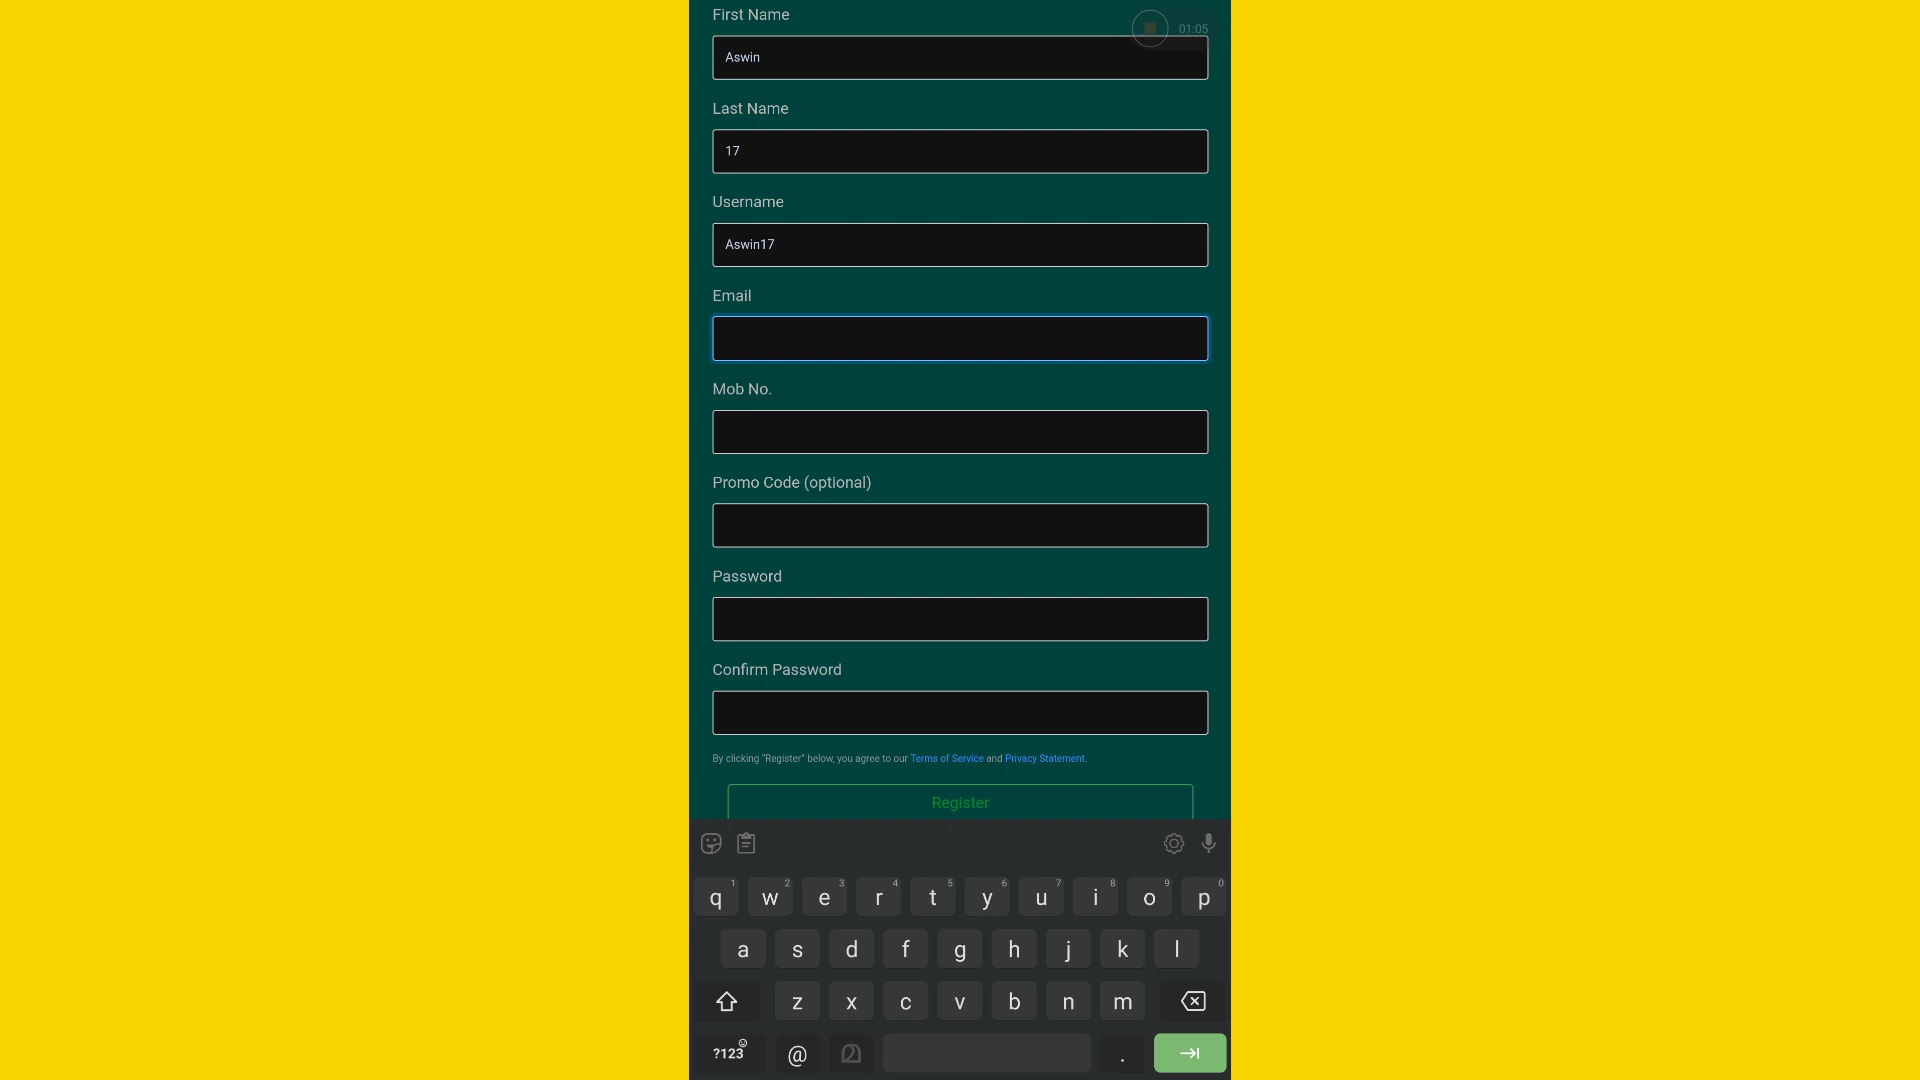 First Name
01:05
Aswin
Last Name
17
Username
Aswin17
Email
Mob No.
Promo Code (optional)
Password
Confirm Password
By clicking “Register” below, you agree to our Terms of Service and Privacy Statement.
Register
q 1 w 2 e 3 r 4 t 5 y 6 u 7 i 8 o 9 p 0
a s d f g h j k l
z x c v b n m
?123 @ .